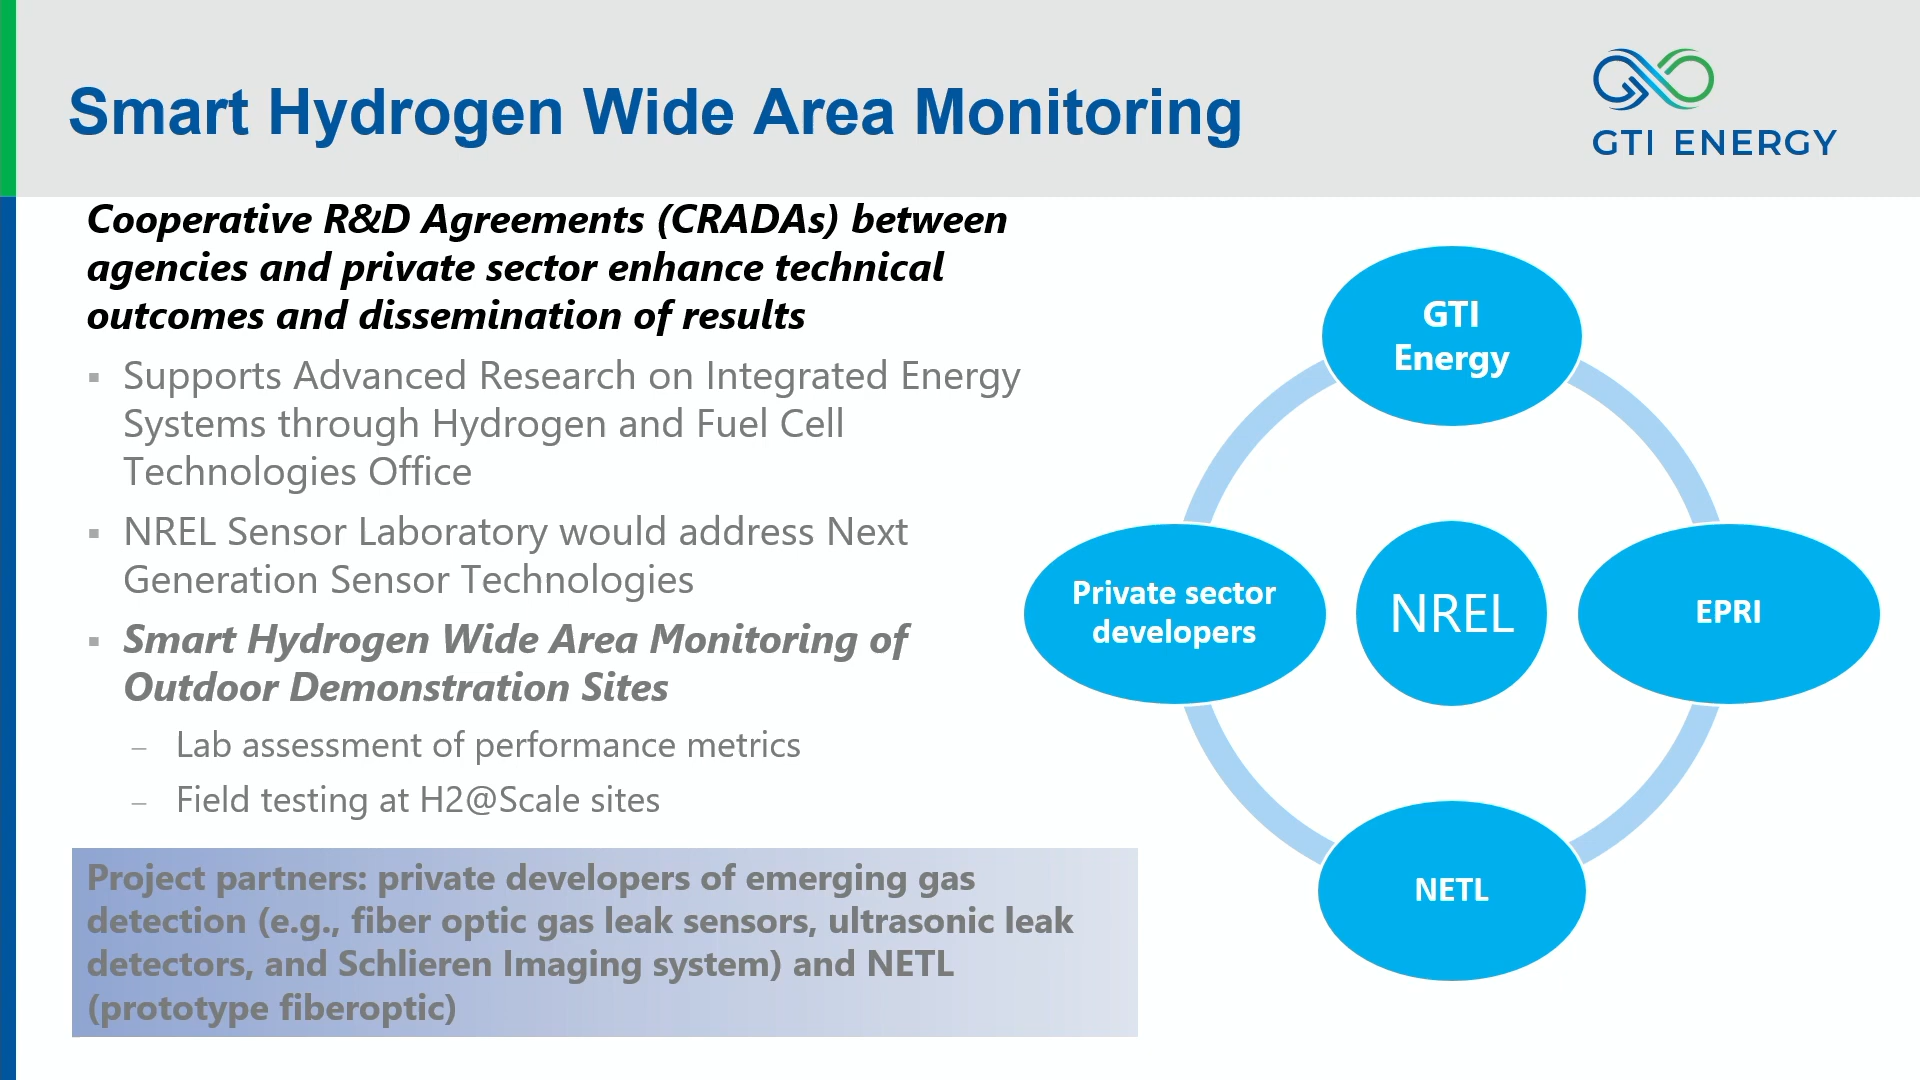 Smart Hydrogen Wide Area Monitoring
GTI ENERGY
Cooperative R&D Agreements (CRADAs) between
agencies and private sector enhance technical
outcomes and dissemination of results
▪ Supports Advanced Research on Integrated Energy
Systems through Hydrogen and Fuel Cell
Technologies Office
▪ NREL Sensor Laboratory would address Next
Generation Sensor Technologies
▪ Smart Hydrogen Wide Area Monitoring of
Outdoor Demonstration Sites
– Lab assessment of performance metrics
– Field testing at H2@Scale sites
Project partners: private developers of emerging gas
detection (e.g., fiber optic gas leak sensors, ultrasonic leak
detectors, and Schlieren Imaging system) and NETL
(prototype fiberoptic)
GTI
Energy
Private sector
developers
NREL
EPRI
NETL